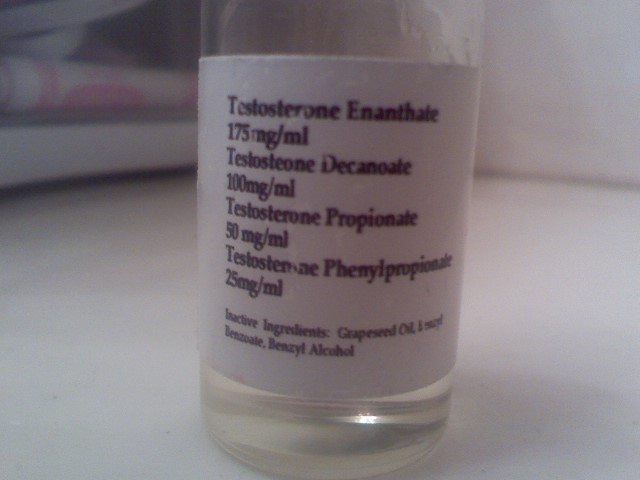 Testosterone Enanthate
175mg/ml
Testosteone Decanoate
100mg/ml
Testosterone Propionate
50 mg/ml
Testosterone Phenylpropionate
25mg/ml
Inactive Ingredients: Grapeseed Oil, Benzyl
Benzoate, Benzyl Alcohol